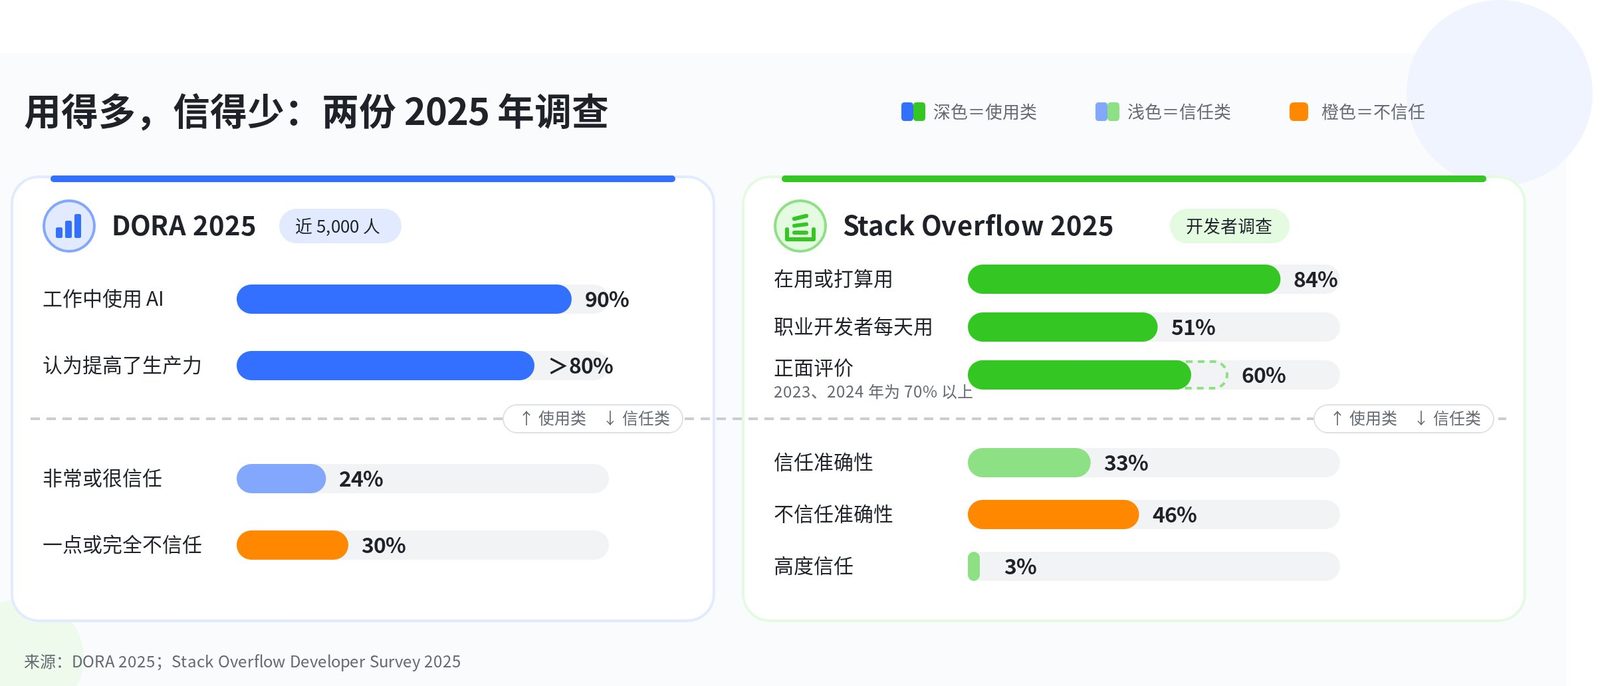 用得多，信得少：两份 2025 年调查
深色＝使用类
浅色＝信任类
橙色＝不信任
DORA 2025
近 5,000 人
工作中使用 AI
90%
认为提高了生产力
＞80%
↑ 使用类 ↓ 信任类
非常或很信任
24%
一点或完全不信任
30%
Stack Overflow 2025
开发者调查
在用或打算用
84%
职业开发者每天用
51%
正面评价
60%
2023、2024 年为 70% 以上
↑ 使用类 ↓ 信任类
信任准确性
33%
不信任准确性
46%
高度信任
3%
来源：DORA 2025；Stack Overflow Developer Survey 2025